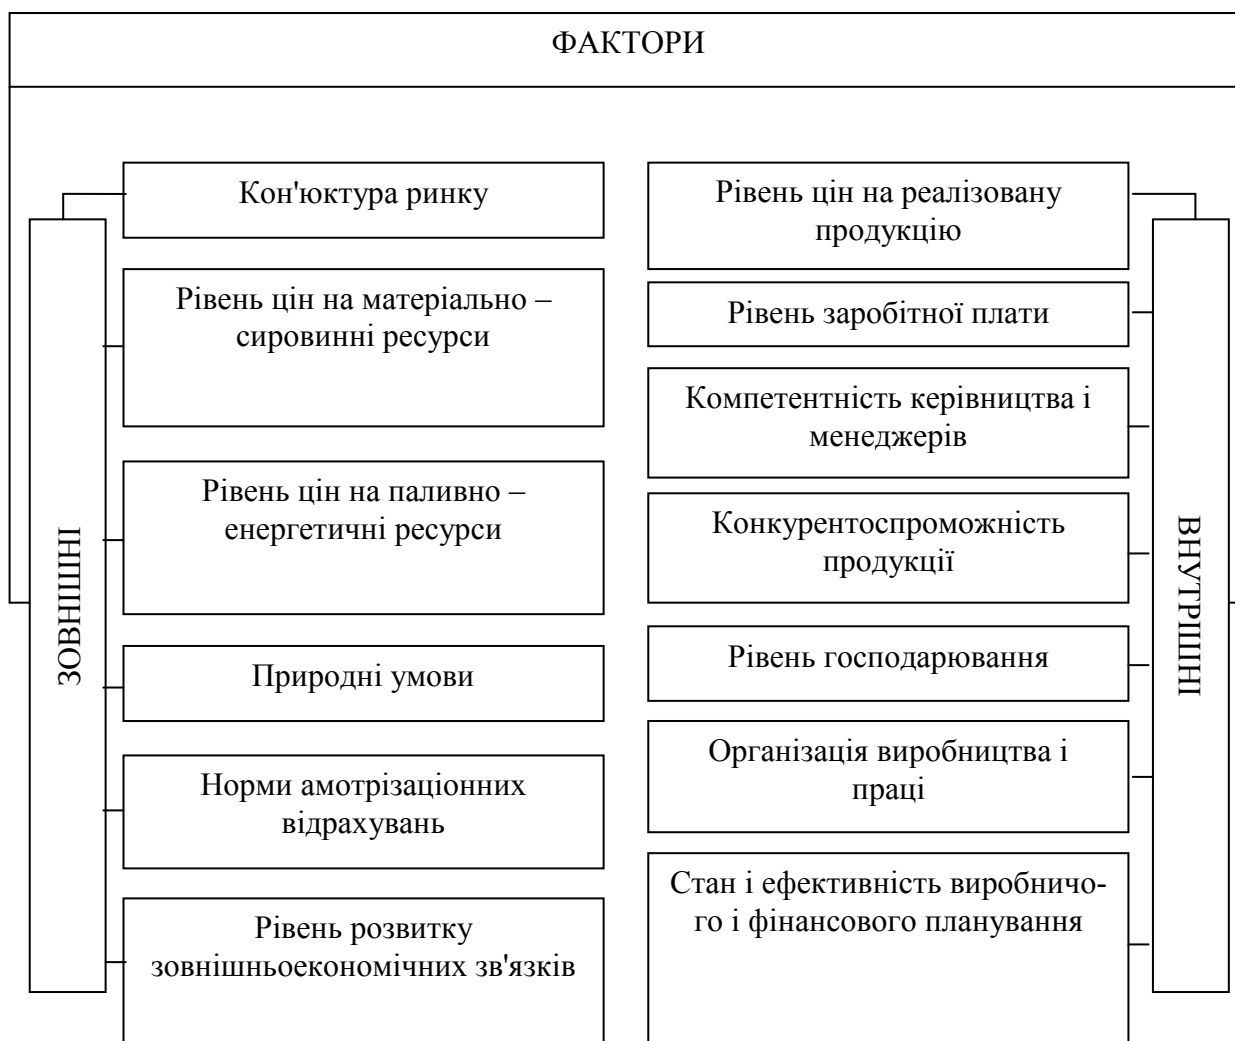 ФАКТОРИ
ЗОВНІШНІ
Кон'юктура ринку
Рівень цін на матеріально –
сировинні ресурси
Рівень цін на паливно –
енергетичні ресурси
Природні умови
Норми амотрізаціонних
відрахувань
Рівень розвитку
зовнішньоекономічних зв'язків
Рівень цін на реалізовану
продукцію
Рівень заробітної плати
Компетентність керівництва і
менеджерів
Конкурентоспроможність
продукції
Рівень господарювання
Організація виробництва і
праці
Стан і ефективність виробничо-
го і фінансового планування
ВНУТРІШНІ